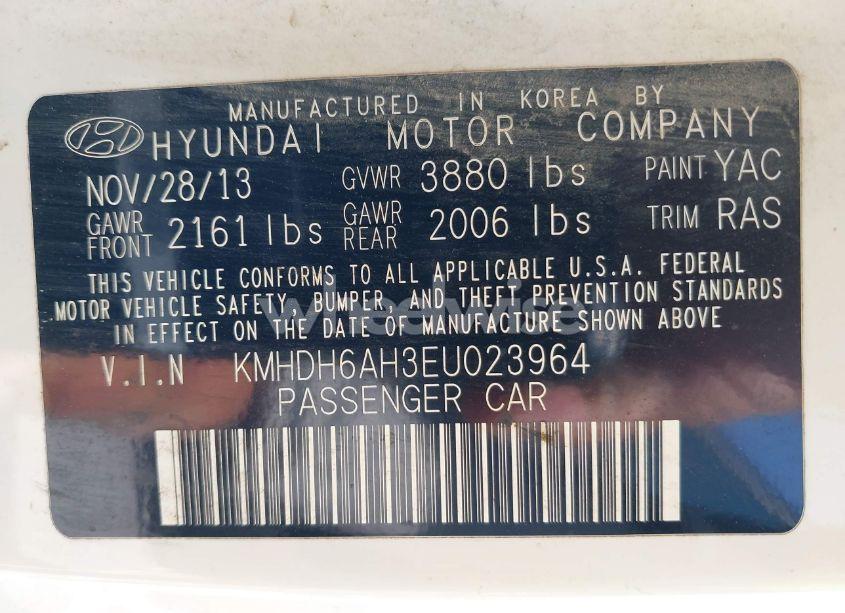 MANUFACTURED IN KOREA BY
HYUNDAI MOTOR COMPANY
NOV/28/13 GVWR 3880 lbs PAINT YAC
GAWR FRONT 2161 lbs GAWR REAR 2006 lbs TRIM RAS
THIS VEHICLE CONFORMS TO ALL APPLICABLE U.S.A. FEDERAL
MOTOR VEHICLE SAFETY, BUMPER, AND THEFT PREVENTION STANDARDS
IN EFFECT ON THE DATE OF MANUFACTURE SHOWN ABOVE
V.I.N KMHDH6AH3EU023964
PASSENGER CAR
wheelwise